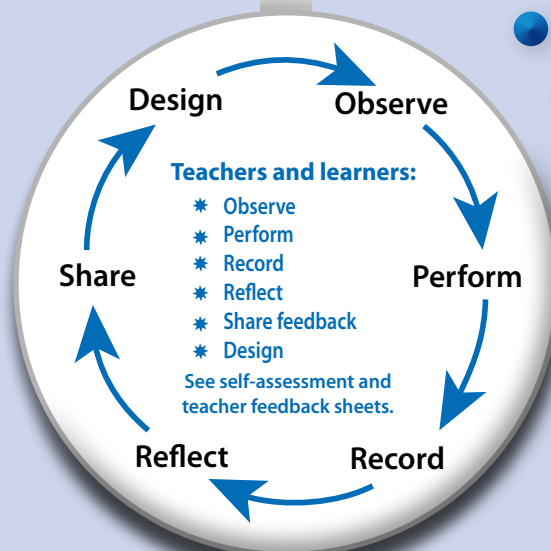 Design
Observe
Teachers and learners:
✷ Observe
✷ Perform
✷ Record
✷ Reflect
✷ Share feedback
✷ Design
See self-assessment and
teacher feedback sheets.
Share
Perform
Reflect
Record